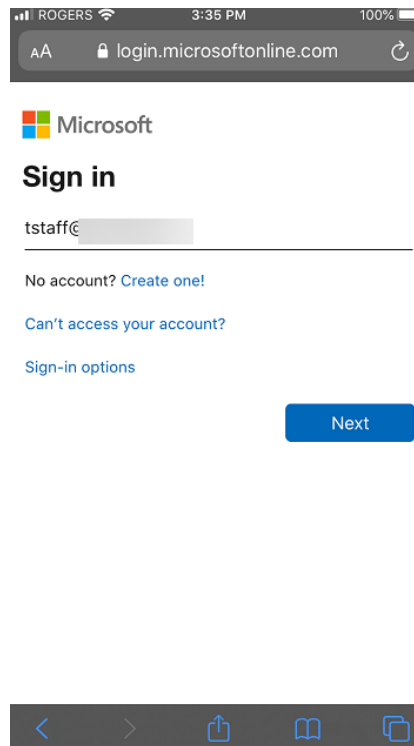 ROGERS 3:35 PM 100%
AA login.microsoftonline.com
Microsoft
Sign in
tstaff@
No account? Create one!
Can't access your account?
Sign-in options
Next